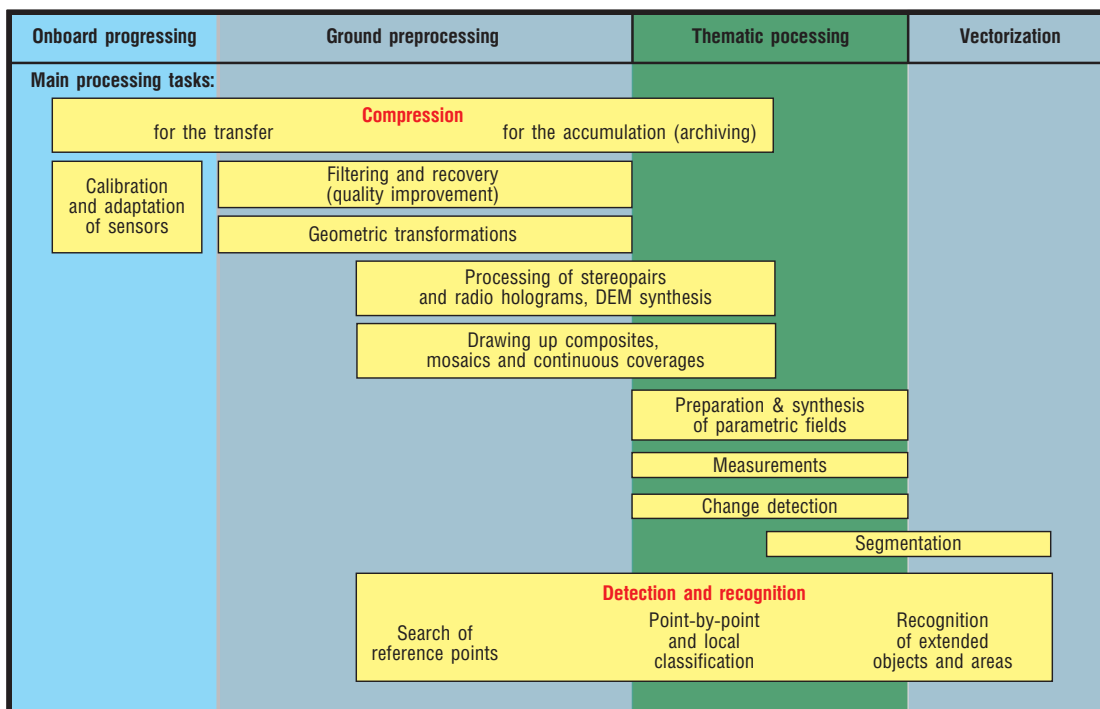 Onboard progressing
Ground preprocessing
Thematic pocessing
Vectorization
Main processing tasks:
Compression
for the transfer
for the accumulation (archiving)
Calibration
and adaptation
of sensors
Filtering and recovery
(quality improvement)
Geometric transformations
Processing of stereopairs
and radio holograms, DEM synthesis
Drawing up composites,
mosaics and continuous coverages
Preparation & synthesis
of parametric fields
Measurements
Change detection
Segmentation
Detection and recognition
Search of
reference points
Point-by-point
and local
classification
Recognition
of extended
objects and areas